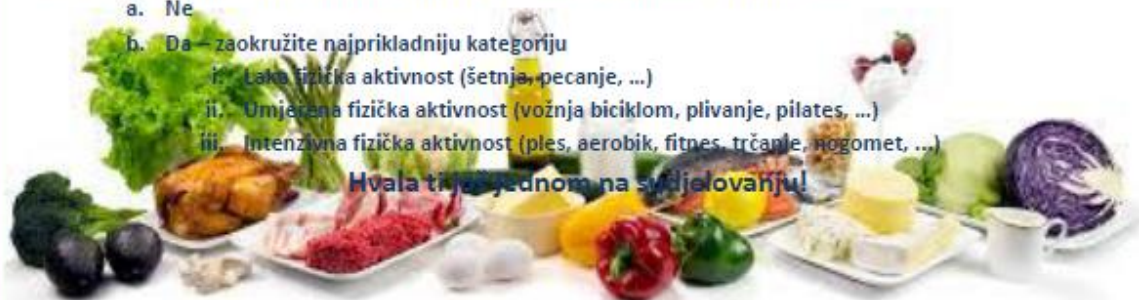 a. Ne
b. Da – zaokružite najprikladniju kategoriju
i. Laka fizička aktivnost (šetnja, pecanje, ...)
ii. Umjerena fizička aktivnost (vožnja biciklom, plivanje, pilates, ...)
iii. Intenzivna fizička aktivnost (ples, aerobik, fitnes, trčanje, nogomet, ...)
Hvala ti još jednom na sudjelovanju!